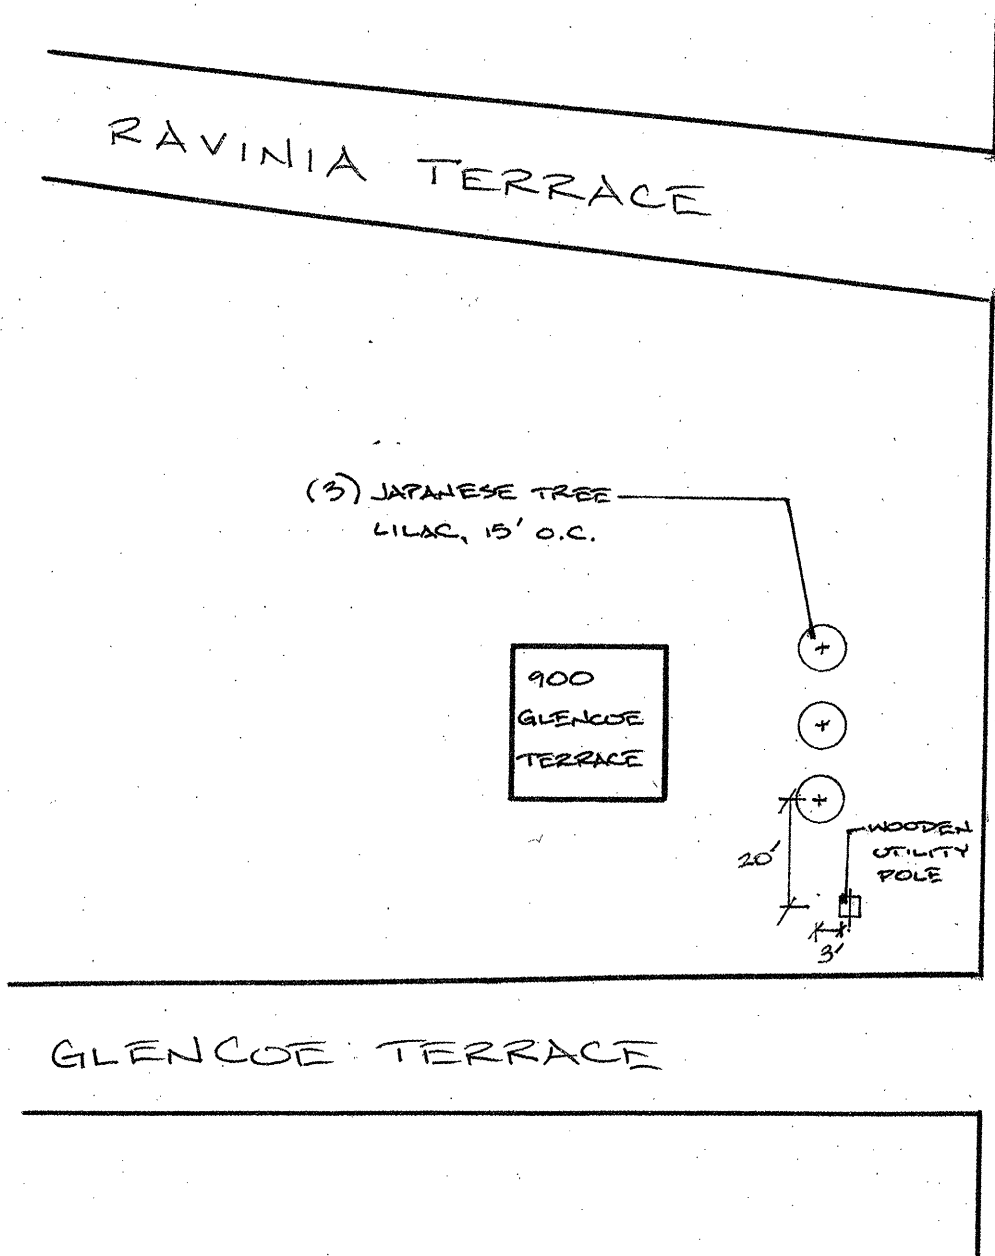 RAVINIA TERRACE
(3) JAPANESE TREE
LILAC, 15' O.C.
900
GLENCOE
TERRACE
WOODEN
UTILITY
POLE
20'
3'
GLENCOE TERRACE